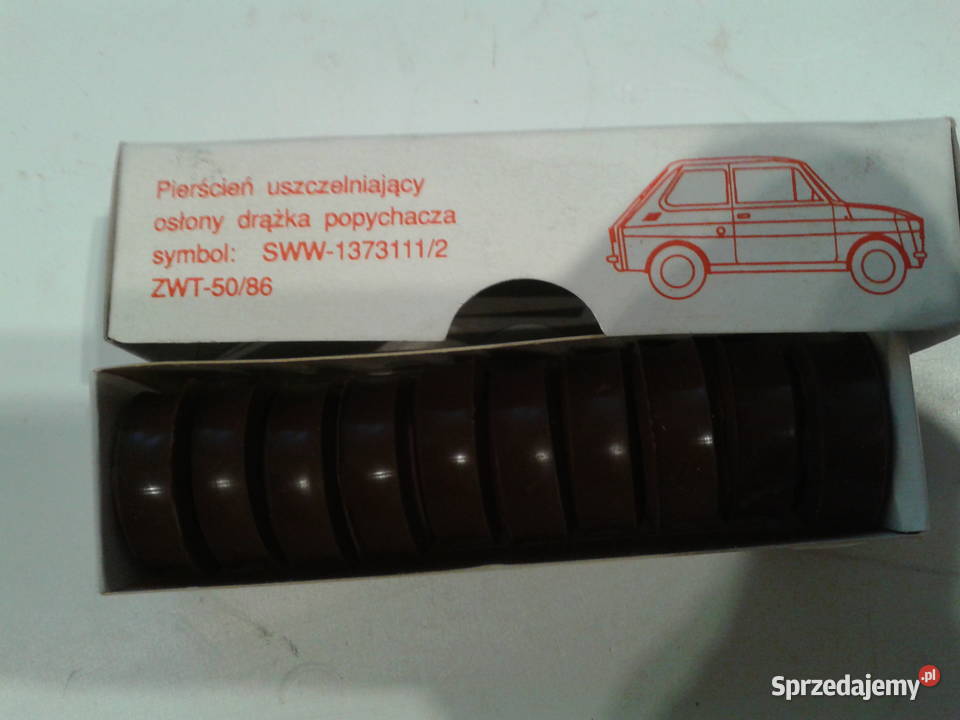 Pierścień uszczelniający
osłony drążka popychacza
symbol: SWW-1373111/2
ZWT-50/86
Sprzedajemy.pl